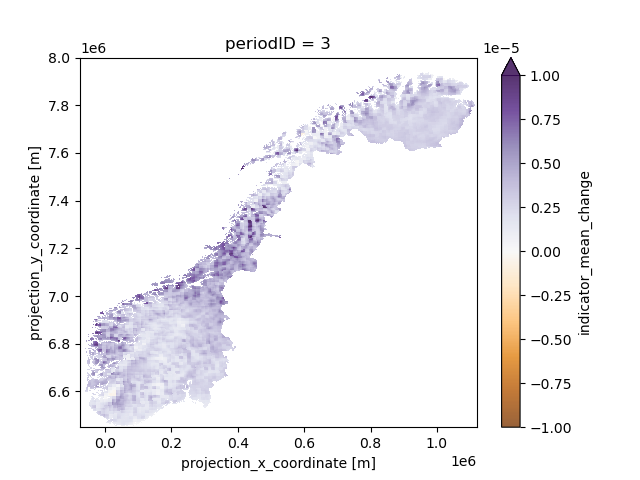 periodID = 3
1e6
8.0
7.8
7.6
7.4
7.2
7.0
6.8
6.6
projection_y_coordinate [m]
0.0 0.2 0.4 0.6 0.8 1.0
1e6
projection_x_coordinate [m]
1e−5
1.00
0.75
0.50
0.25
0.00
−0.25
−0.50
−0.75
−1.00
indicator_mean_change